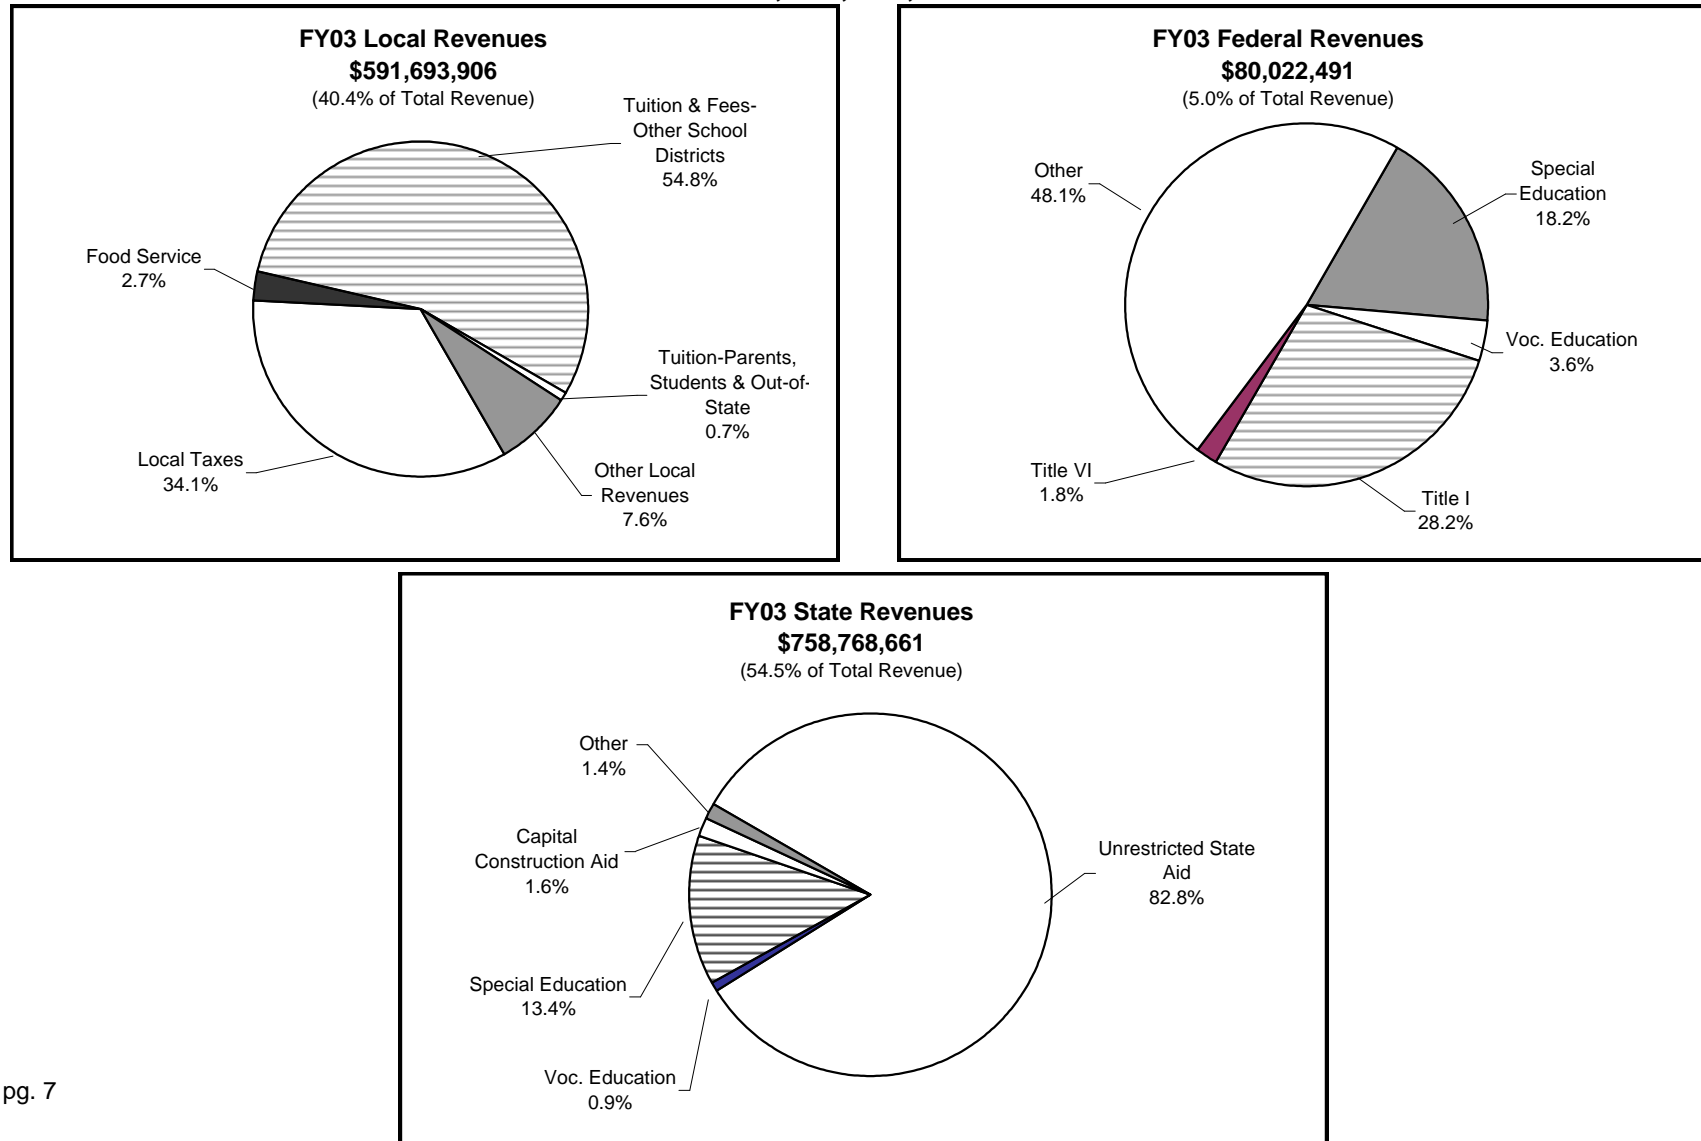 FY03 Local Revenues
$591,693,906
(40.4% of Total Revenue)
Tuition & Fees-
Other School
Districts
54.8%
Food Service
2.7%
Tuition-Parents,
Students & Out-of-
State
0.7%
Local Taxes
34.1%
Other Local
Revenues
7.6%
FY03 Federal Revenues
$80,022,491
(5.0% of Total Revenue)
Other
48.1%
Special
Education
18.2%
Voc. Education
3.6%
Title VI
1.8%
Title I
28.2%
FY03 State Revenues
$758,768,661
(54.5% of Total Revenue)
Other
1.4%
Capital
Construction Aid
1.6%
Unrestricted State
Aid
82.8%
Special Education
13.4%
Voc. Education
0.9%
pg. 7